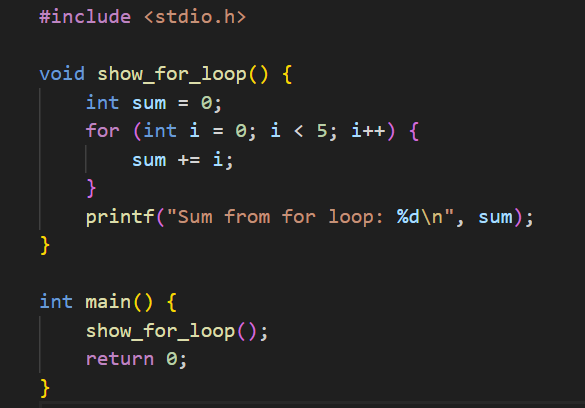 #include <stdio.h>

void show_for_loop() {
    int sum = 0;
    for (int i = 0; i < 5; i++) {
        sum += i;
    }
    printf("Sum from for loop: %d\n", sum);
}

int main() {
    show_for_loop();
    return 0;
}